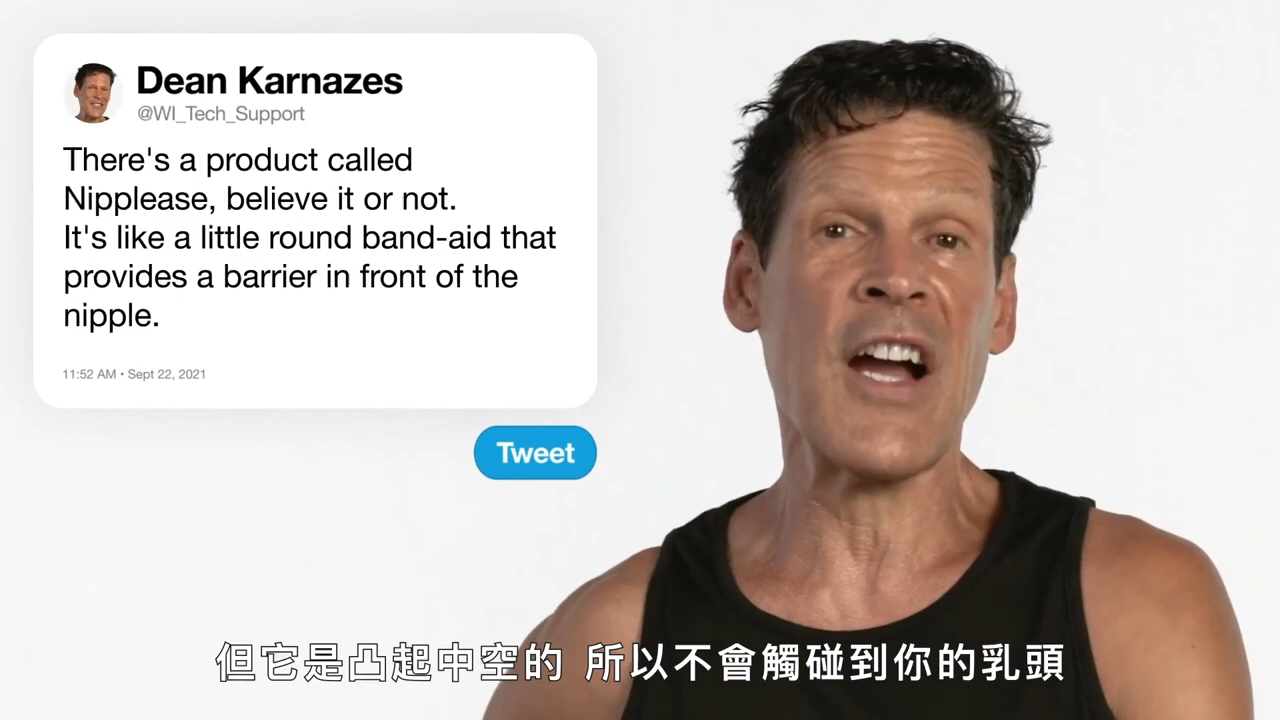 Dean Karnazes
@WI_Tech_Support
There's a product called
Nipplease, believe it or not.
It's like a little round band-aid that
provides a barrier in front of the
nipple.
11:52 AM • Sept 22, 2021
Tweet
但它是凸起中空的 所以不會觸碰到你的乳頭